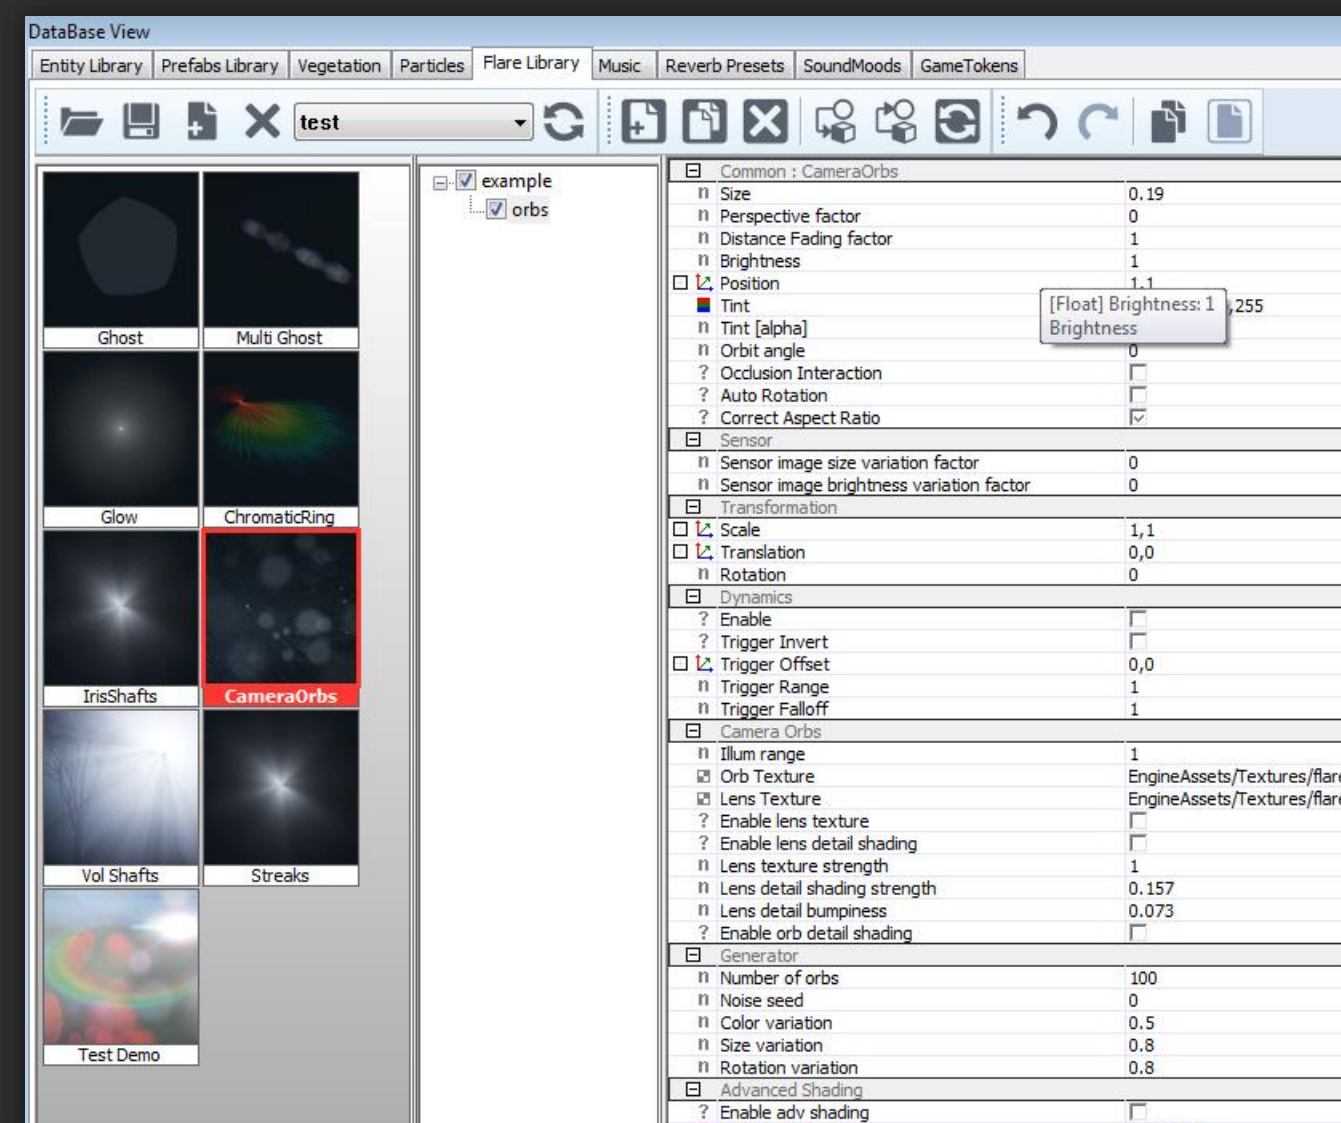 DataBase View
Entity Library Prefabs Library Vegetation Particles Flare Library Music Reverb Presets SoundMoods GameTokens
test
Ghost Multi Ghost
Glow ChromaticRing
IrisShafts CameraOrbs
Vol Shafts Streaks
Test Demo
example
orbs
Common : CameraOrbs
Size 0.19
Perspective factor 0
Distance Fading factor 1
Brightness 1
Position 1,1
Tint ,255
[Float] Brightness: 1
Brightness
Tint [alpha]
Orbit angle 0
Occlusion Interaction
Auto Rotation
Correct Aspect Ratio
Sensor
Sensor image size variation factor 0
Sensor image brightness variation factor 0
Transformation
Scale 1,1
Translation 0,0
Rotation 0
Dynamics
Enable
Trigger Invert
Trigger Offset 0,0
Trigger Range 1
Trigger Falloff 1
Camera Orbs
Illum range 1
Orb Texture EngineAssets/Textures/flare
Lens Texture EngineAssets/Textures/flare
Enable lens texture
Enable lens detail shading
Lens texture strength 1
Lens detail shading strength 0.157
Lens detail bumpiness 0.073
Enable orb detail shading
Generator
Number of orbs 100
Noise seed 0
Color variation 0.5
Size variation 0.8
Rotation variation 0.8
Advanced Shading
Enable adv shading